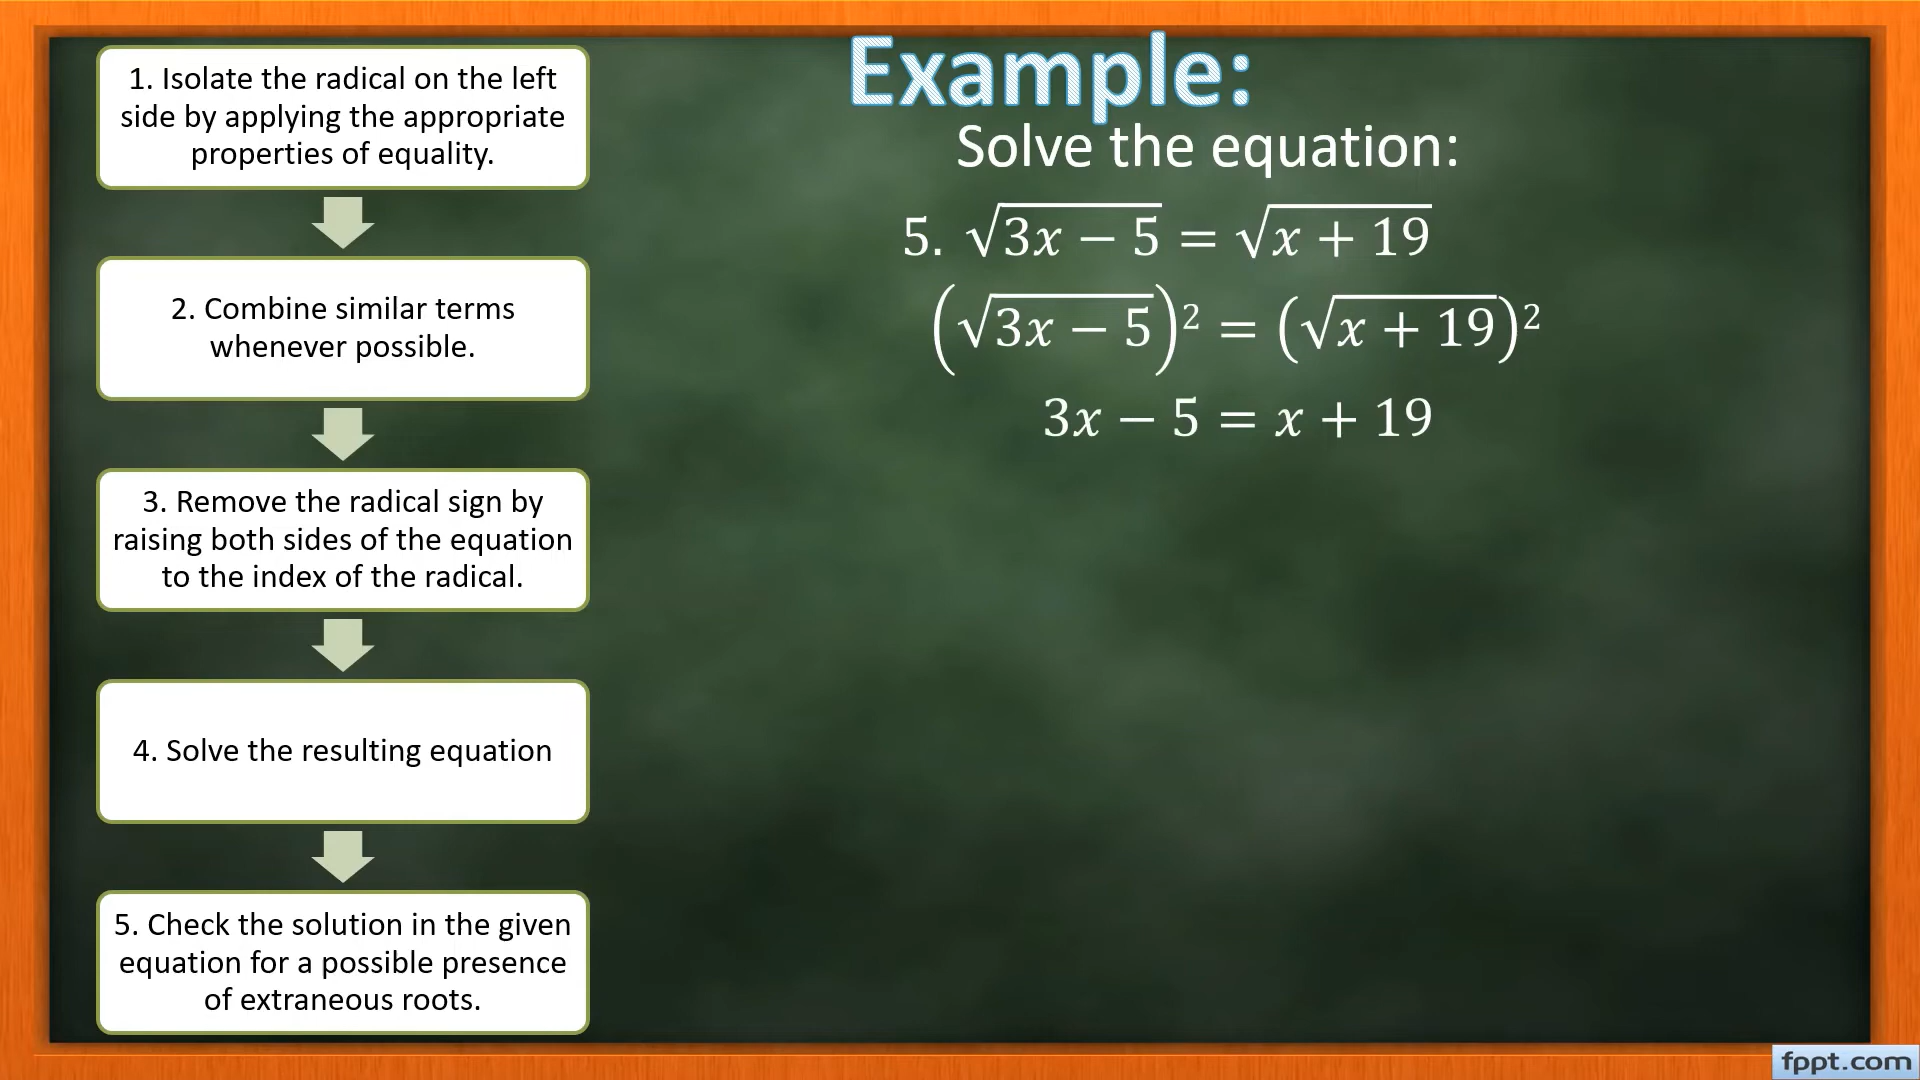 1. Isolate the radical on the left
side by applying the appropriate
properties of equality.
2. Combine similar terms
whenever possible.
3. Remove the radical sign by
raising both sides of the equation
to the index of the radical.
4. Solve the resulting equation
5. Check the solution in the given
equation for a possible presence
of extraneous roots.
Example:
Solve the equation:
5. √(3x − 5) = √(x + 19)
(√(3x − 5))² = (√(x + 19))²
3x − 5 = x + 19
fppt.com